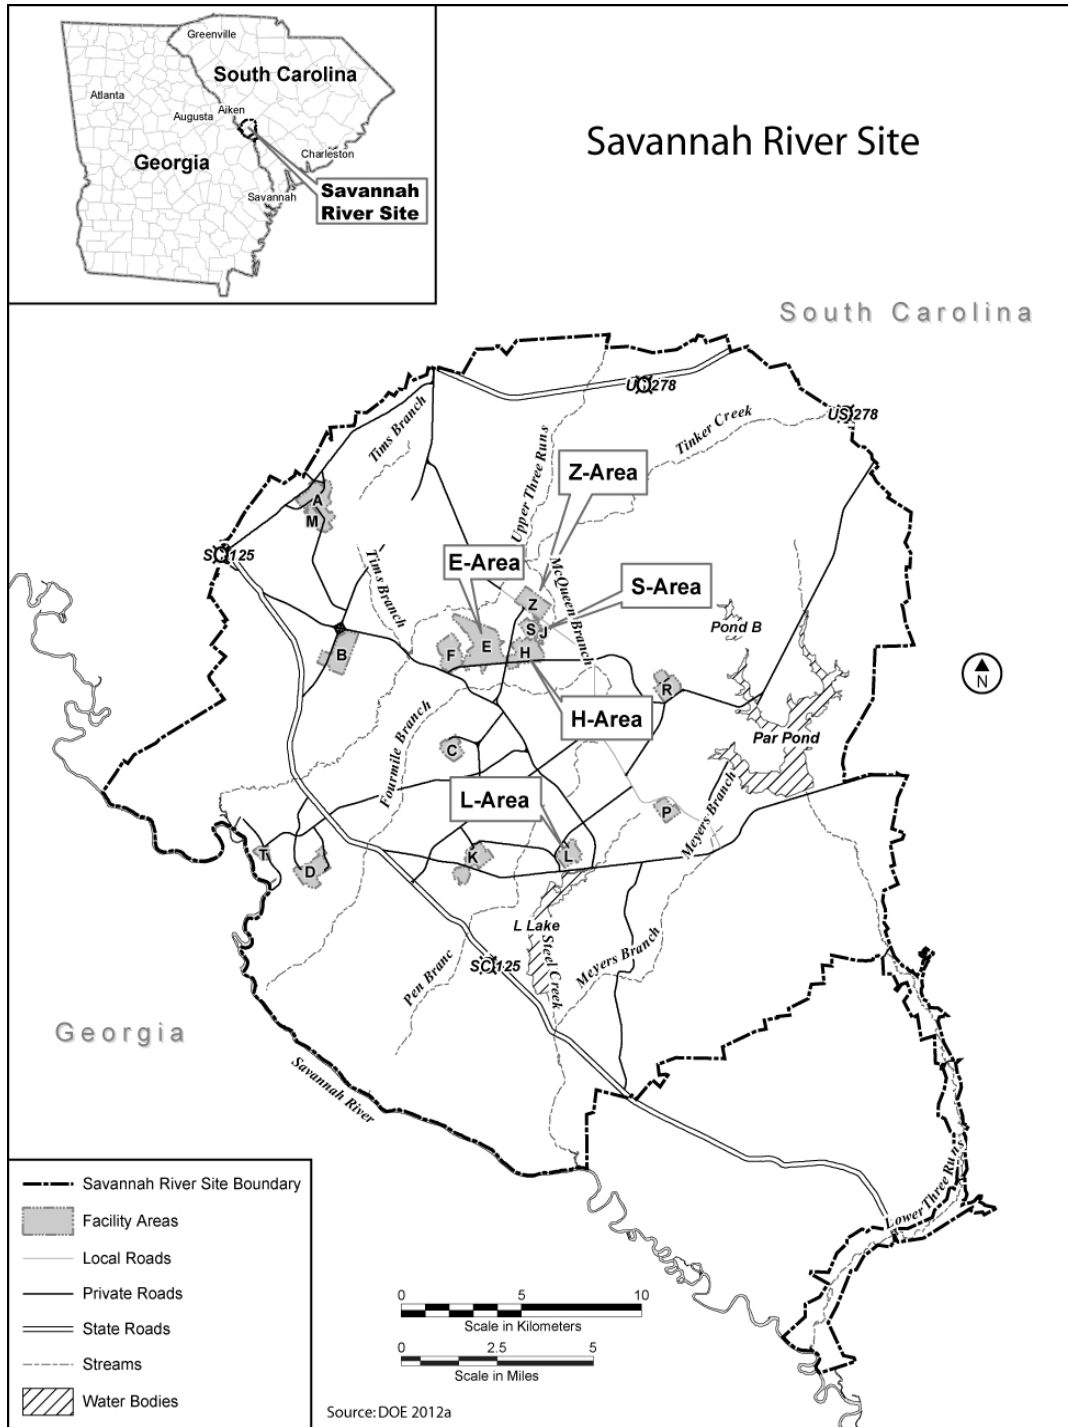 Greenville
South Carolina
Atlanta
Aiken
Augusta
Georgia
Charleston
Savannah
Savannah
River Site
Savannah River Site
South Carolina
US 278
US 278
Tims Branch
Tinker Creek
Upper Three Runs
Z-Area
A
M
SC 125
Tims Branch
E-Area
McQueen Branch
S-Area
Z
S
J
Pond B
B
F
E
H
R
N
H-Area
Par Pond
Fourmile Branch
C
L-Area
P
Meyers Branch
T
D
K
L
L Lake
Steel Creek
Meyers Branch
SC 125
Pen Branc
Georgia
Savannah River
Lower Three Runs
Savannah River Site Boundary
Facility Areas
Local Roads
Private Roads
State Roads
Streams
Water Bodies
0 5 10
Scale in Kilometers
0 2.5 5
Scale in Miles
Source: DOE 2012a